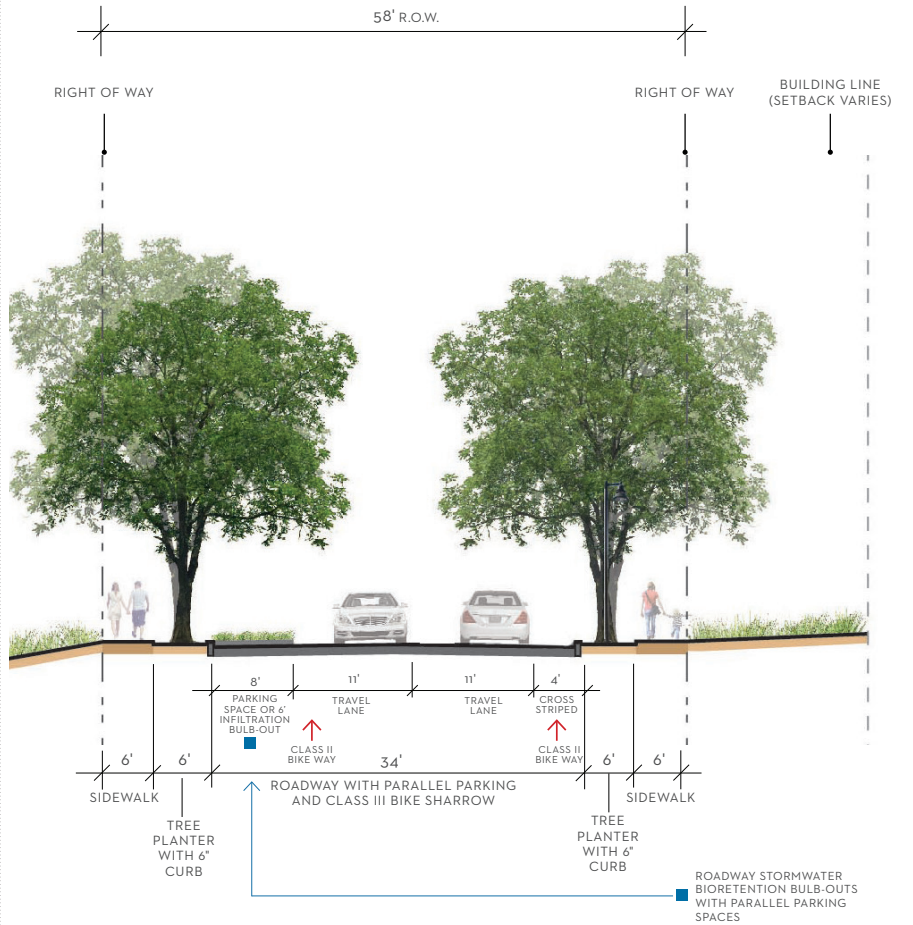 58' R.O.W.
RIGHT OF WAY
RIGHT OF WAY
BUILDING LINE
(SETBACK VARIES)
8'
11'
11'
4'
PARKING
SPACE OR 6'
INFILTRATION
BULB-OUT
TRAVEL
LANE
TRAVEL
LANE
CROSS
STRIPED
CLASS II
BIKE WAY
CLASS II
BIKE WAY
6'
6'
34'
6'
6'
SIDEWALK
ROADWAY WITH PARALLEL PARKING
AND CLASS III BIKE SHARROW
SIDEWALK
TREE
PLANTER
WITH 6"
CURB
TREE
PLANTER
WITH 6"
CURB
ROADWAY STORMWATER
BIORETENTION BULB-OUTS
WITH PARALLEL PARKING
SPACES